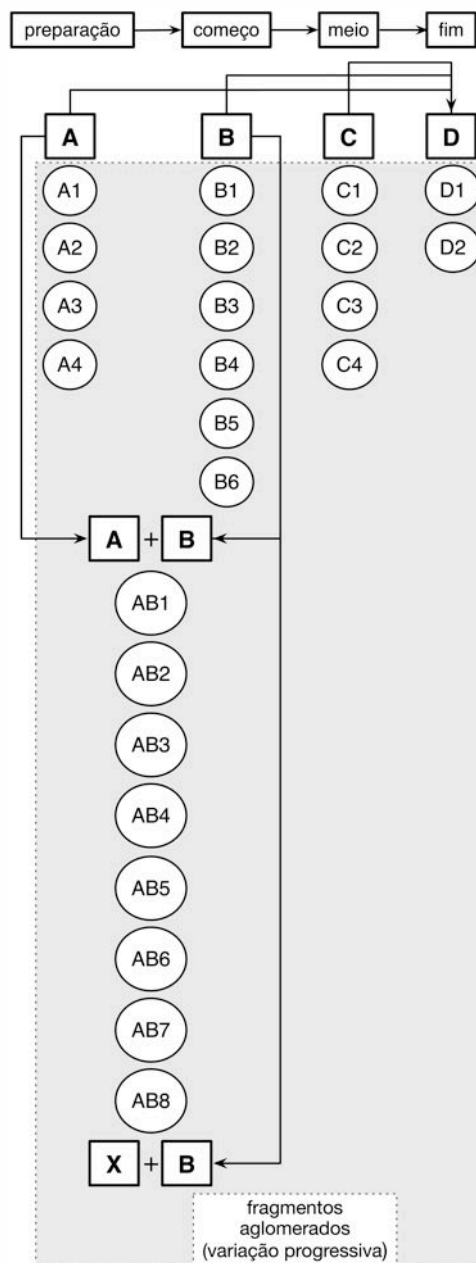 preparação começo meio fim
A B C D
A1 B1 C1 D1
A2 B2 C2 D2
A3 B3 C3
A4 B4 C4
B5
B6
A + B
AB1
AB2
AB3
AB4
AB5
AB6
AB7
AB8
X + B
fragmentos
aglomerados
(variação progressiva)